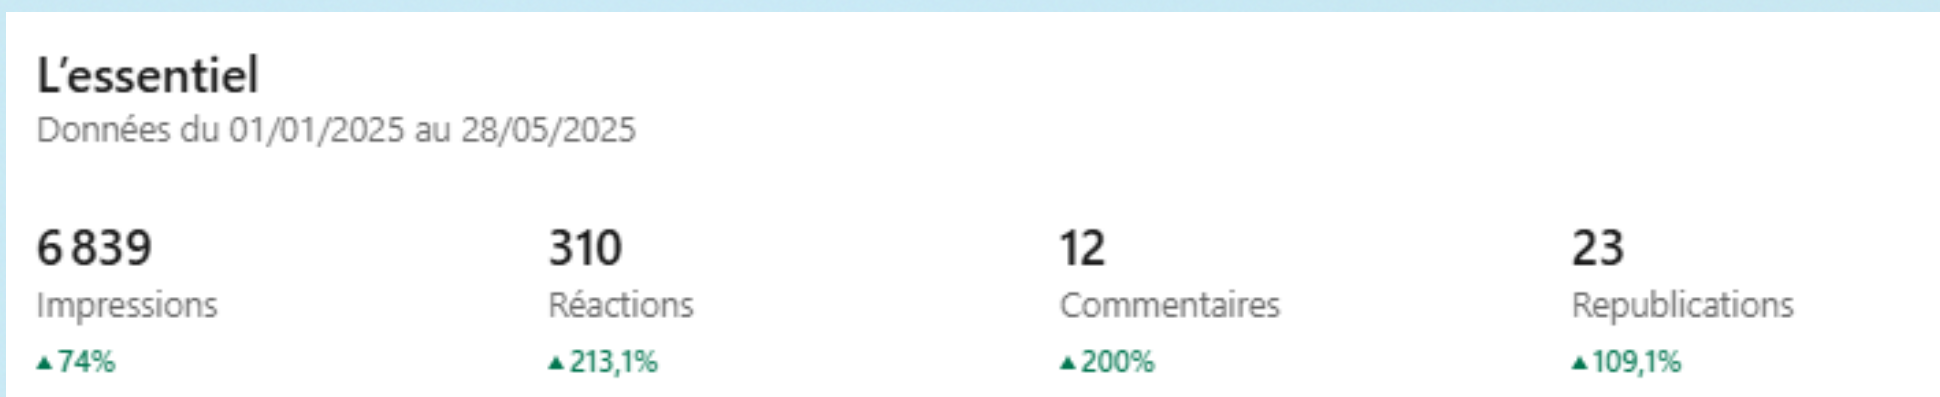 L'essentiel
Données du 01/01/2025 au 28/05/2025
6 839 310 12 23
Impressions Réactions Commentaires Republications
▲74% ▲213,1% ▲200% ▲109,1%